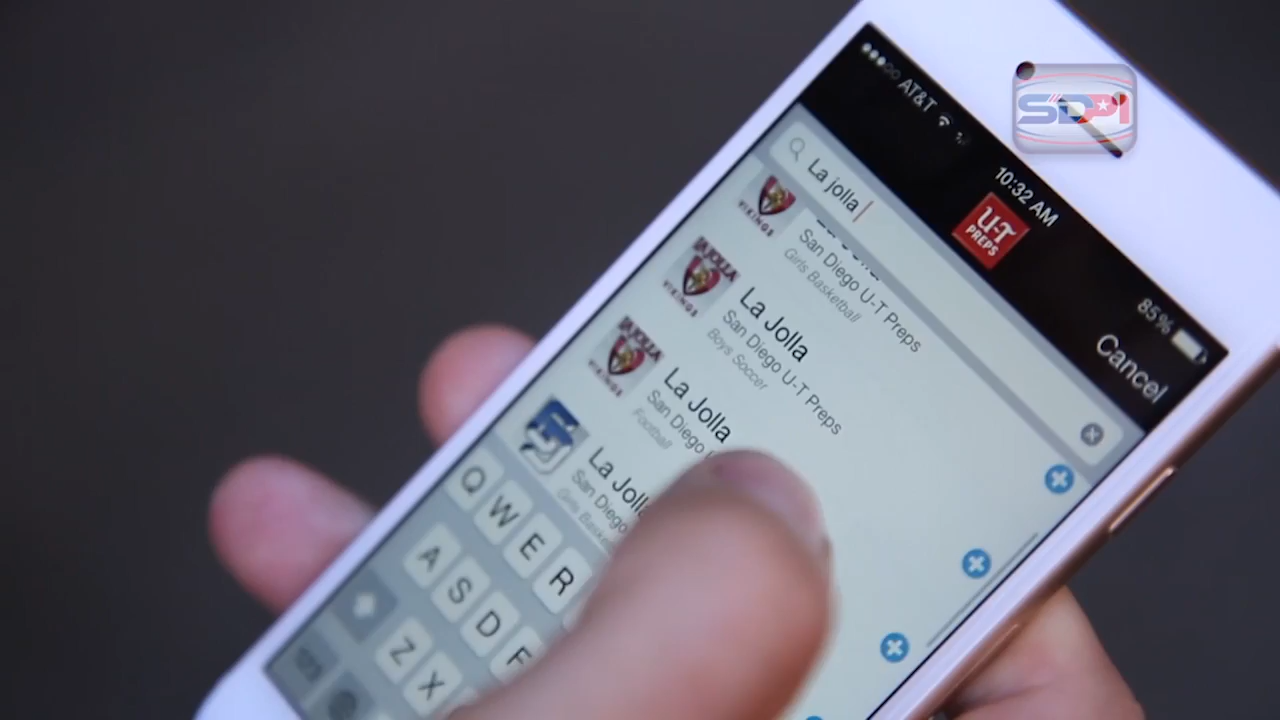 SDPI
AT&T
10:32 AM
85%
U-T
PREPS
Cancel
La jolla
VIKINGS
San Diego U-T Preps
Girls Basketball
LA JOLLA
VIKINGS
La Jolla
San Diego U-T Preps
Boys Soccer
LA JOLLA
VIKINGS
La Jolla
San Diego
Football
La Jolla
San Diego
Girls
Q W E R
A S D F
Z X